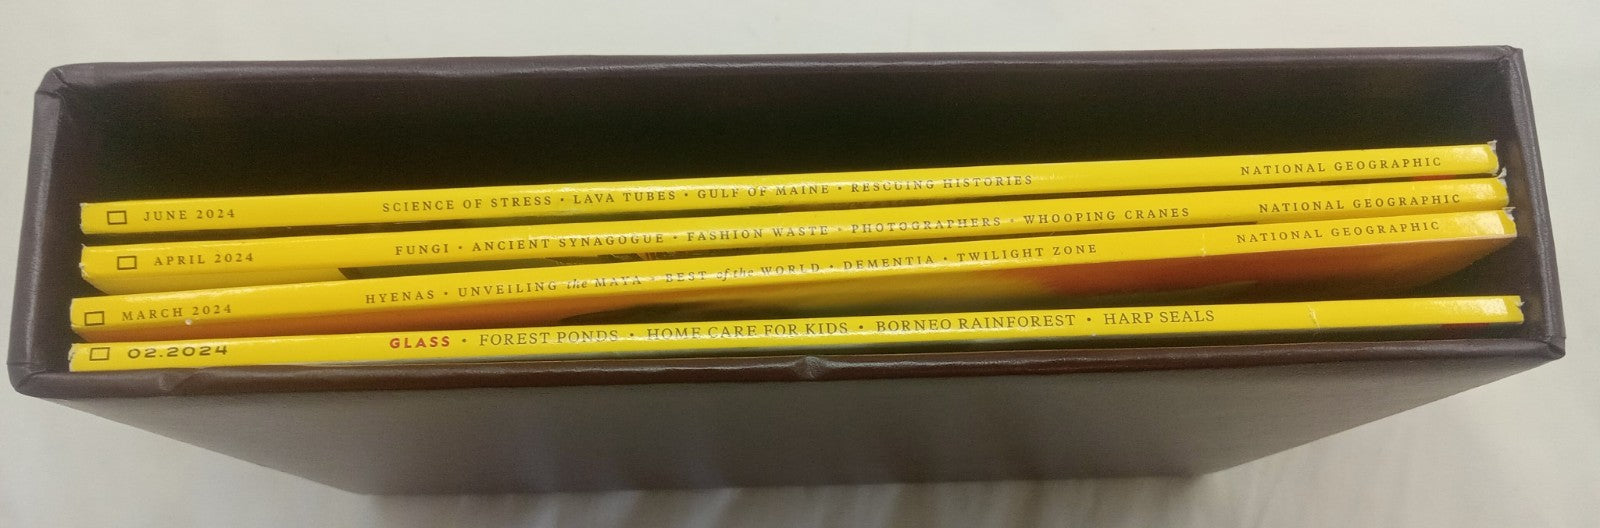 JUNE 2024 SCIENCE OF STRESS • LAVA TUBES • GULF OF MAINE • RESCUING HISTORIES NATIONAL GEOGRAPHIC
APRIL 2024 FUNGI • ANCIENT SYNAGOGUE • FASHION WASTE • PHOTOGRAPHERS • WHOOPING CRANES NATIONAL GEOGRAPHIC
MARCH 2024 HYENAS • UNVEILING the MAYA • BEST of the WORLD • DEMENTIA • TWILIGHT ZONE NATIONAL GEOGRAPHIC
02.2024 GLASS • FOREST PONDS • HOME CARE FOR KIDS • BORNEO RAINFOREST • HARP SEALS